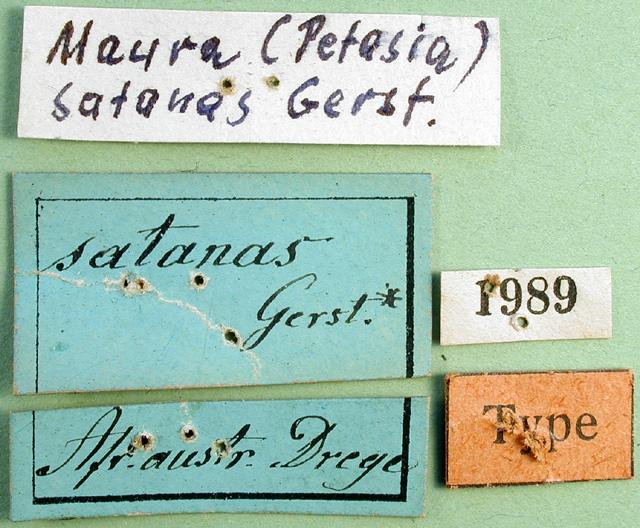 Maura (Petasia)
satanas Gerst.
satanas
Gerst.*
Afr. austr. Drege
1989
Type